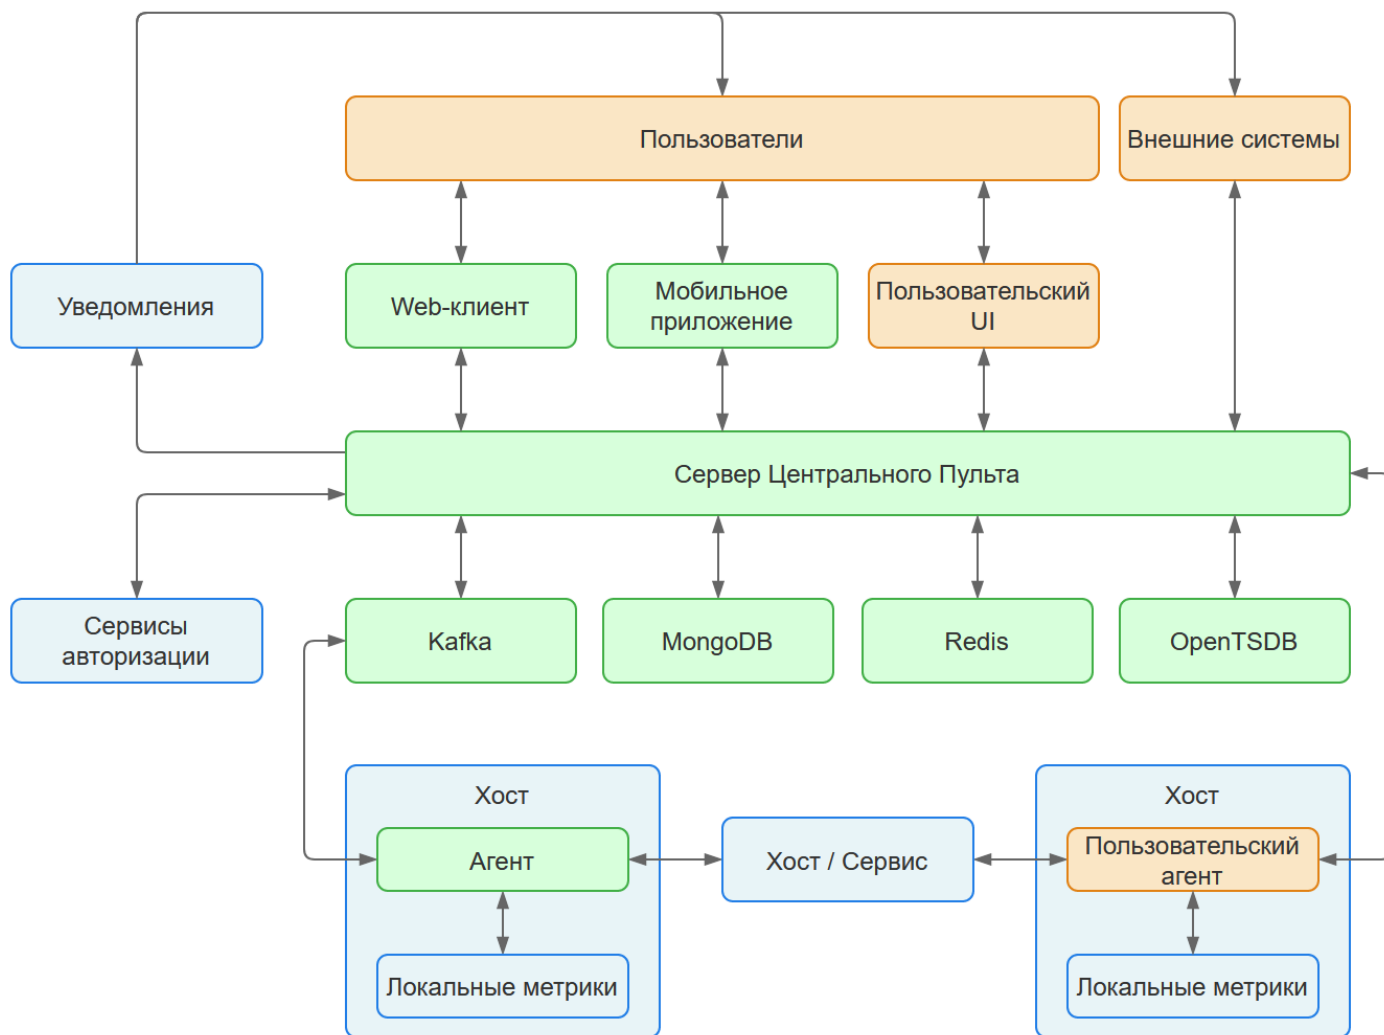 Пользователи
Внешние системы
Уведомления
Web-клиент
Мобильное
приложение
Пользовательский
UI
Сервер Центрального Пульта
Сервисы
авторизации
Kafka
MongoDB
Redis
OpenTSDB
Хост
Агент
Локальные метрики
Хост / Сервис
Хост
Пользовательский
агент
Локальные метрики